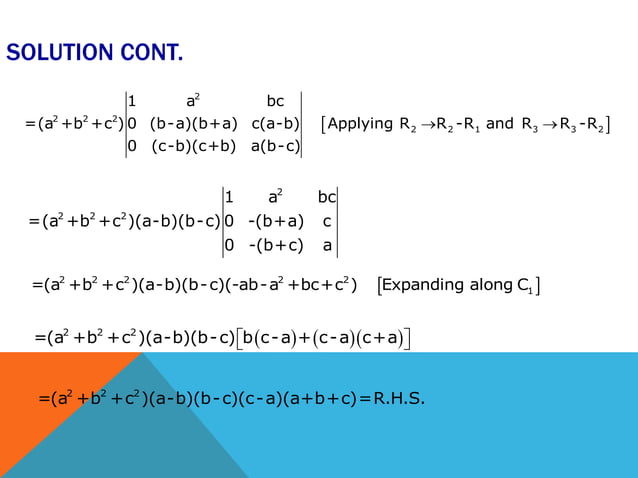 SOLUTION CONT.
1 a² bc
=(a²+b²+c²) 0 (b-a)(b+a) c(a-b) [Applying R₂→R₂-R₁ and R₃→R₃-R₂]
0 (c-b)(c+b) a(b-c)
1 a² bc
=(a²+b²+c²)(a-b)(b-c) 0 -(b+a) c
0 -(b+c) a
=(a²+b²+c²)(a-b)(b-c)(-ab-a²+bc+c²) [Expanding along C₁]
=(a²+b²+c²)(a-b)(b-c)[b(c-a)+(c-a)(c+a)]
=(a²+b²+c²)(a-b)(b-c)(c-a)(a+b+c)=R.H.S.